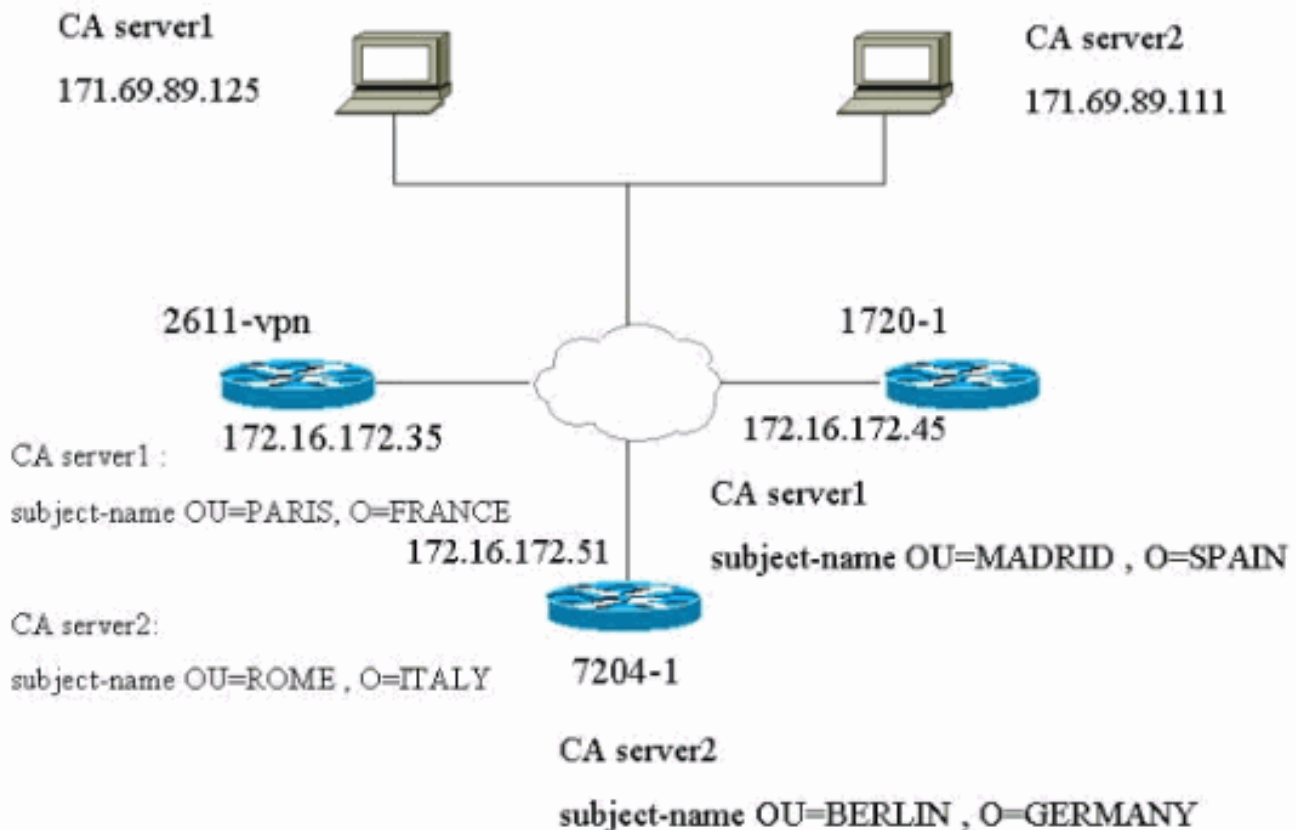 CA server1
171.69.89.125
CA server2
171.69.89.111
2611-vpn
1720-1
172.16.172.35
172.16.172.45
CA server1 :
subject-name OU=PARIS, O=FRANCE
172.16.172.51
CA server1
subject-name OU=MADRID , O=SPAIN
CA server2:
subject-name OU=ROME , O=ITALY
7204-1
CA server2
subject-name OU=BERLIN , O=GERMANY